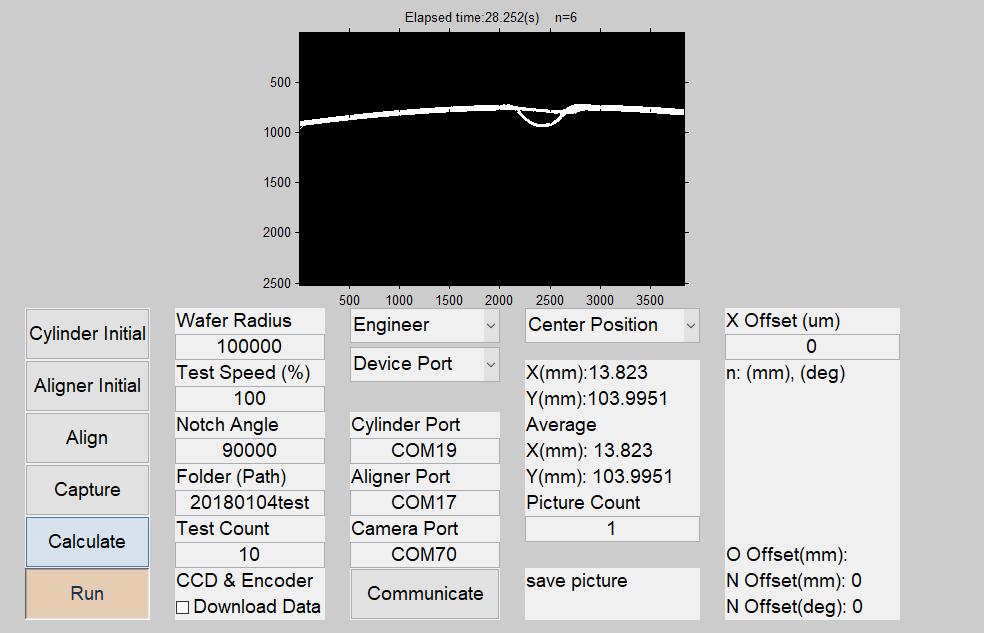 Elapsed time:28.252(s) n=6
500
1000
1500
2000
2500
500 1000 1500 2000 2500 3000 3500
Cylinder Initial
Aligner Initial
Align
Capture
Calculate
Run
Wafer Radius
100000
Test Speed (%)
100
Notch Angle
90000
Folder (Path)
20180104test
Test Count
10
CCD & Encoder
Download Data
Engineer
Device Port
Cylinder Port
COM19
Aligner Port
COM17
Camera Port
COM70
Communicate
Center Position
X(mm):13.823
Y(mm):103.9951
Average
X(mm): 13.823
Y(mm): 103.9951
Picture Count
1
save picture
X Offset (um)
0
n: (mm), (deg)
O Offset(mm):
N Offset(mm): 0
N Offset(deg): 0